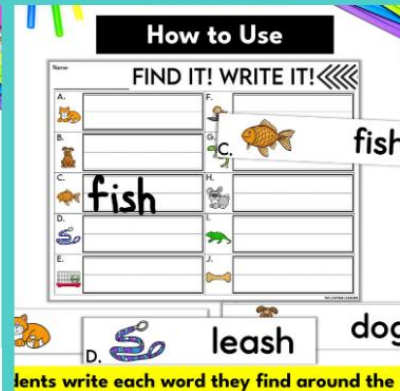 How to Use
Name:
FIND IT! WRITE IT!
A.
F.
B.
G.
C.
fish
C.
fish
H.
D.
I.
E.
J.
D.
leash
dog
dents write each word they find around the